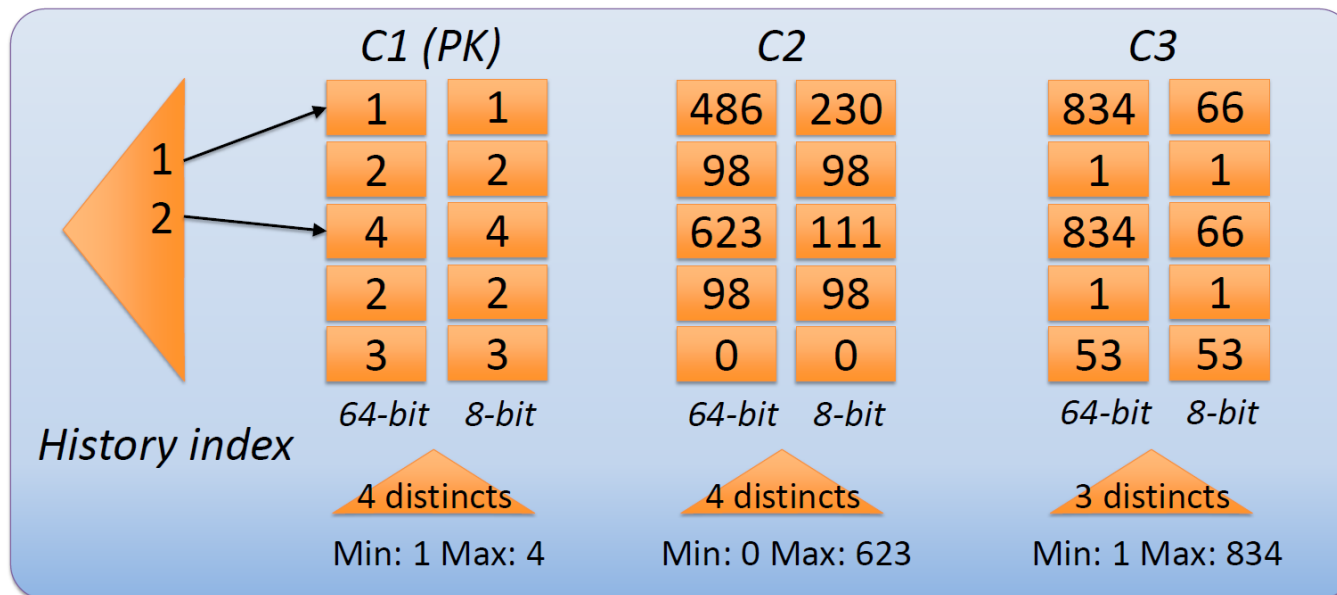 C1 (PK) C2 C3
1 1 486 230 834 66
1
2 2 98 98 1 1
2
4 4 623 111 834 66
2 2 98 98 1 1
3 3 0 0 53 53
64-bit 8-bit 64-bit 8-bit 64-bit 8-bit
History index
4 distincts 4 distincts 3 distincts
Min: 1 Max: 4 Min: 0 Max: 623 Min: 1 Max: 834